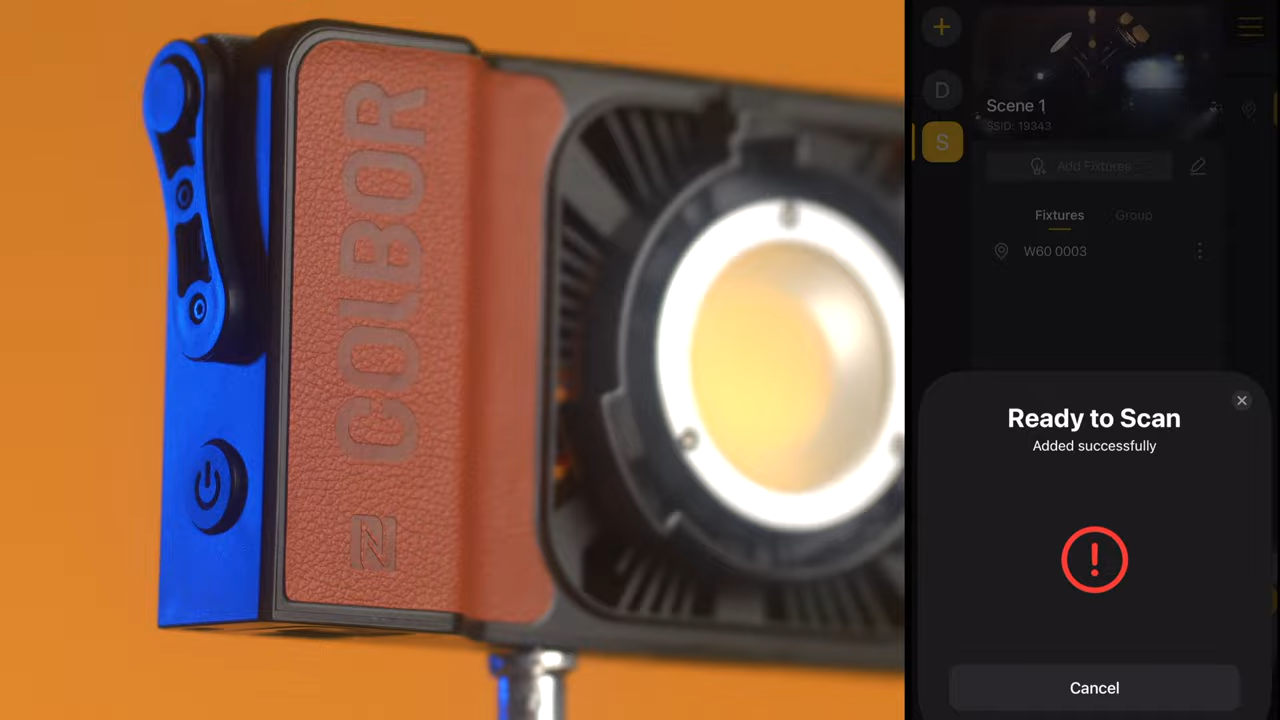 COLBOR
D
Scene 1
SSID: 19343
S
Add Fixtures
Fixtures Group
W60 0003
Ready to Scan
Added successfully
Cancel